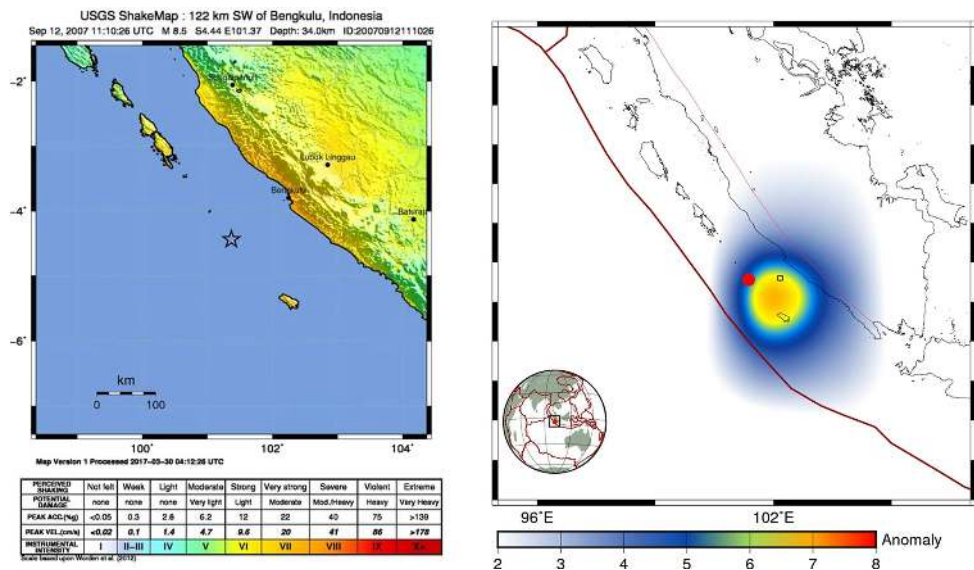 USGS ShakeMap : 122 km SW of Bengkulu, Indonesia
Sep 12, 2007 11:10:26 UTC M 8.5 S4.44 E101.37 Depth: 34.0km ID:20070912111026
−2°
−4°
−6°
Lubuk Linggau
Bengkulu
km
0 100
100° 102° 104°
Map Version 1 Processed 2017−03−30 04:12:26 UTC
PERCEIVED SHAKING Not felt Weak Light Moderate Strong Very strong Severe Violent Extreme
POTENTIAL DAMAGE none none none Very light Light Moderate Mod./Heavy Heavy Very Heavy
PEAK ACC.(%g) <0.05 0.3 2.8 6.2 12 22 40 75 >139
PEAK VEL.(cm/s) <0.02 0.1 1.4 4.7 9.6 20 41 86 >178
INSTRUMENTAL INTENSITY I II−III IV V VI VII VIII IX X+
Scale based upon Worden et al. (2012)
96°E 102°E
Anomaly
2 3 4 5 6 7 8